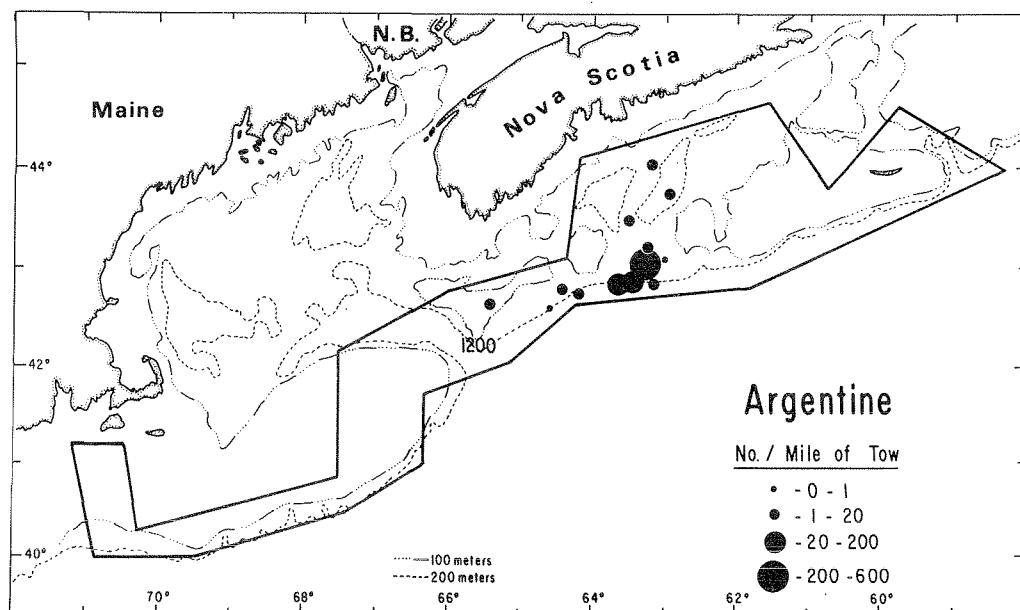 N.B.
Maine
Nova Scotia
44°
42°
40°
1200
Argentine
No. / Mile of Tow
- 0 - 1
- 1 - 20
- 20 - 200
- 200 - 600
100 meters
200 meters
70° 68° 66° 64° 62° 60°